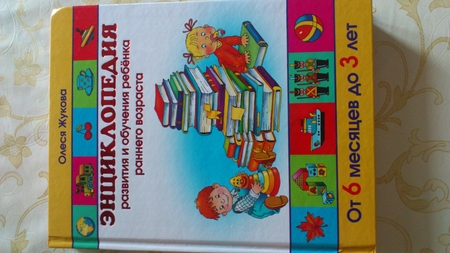 Олеся Жукова
ЭНЦИКЛОПЕДИЯ
развития и обучения ребёнка
раннего возраста
От 6 месяцев до 3 лет